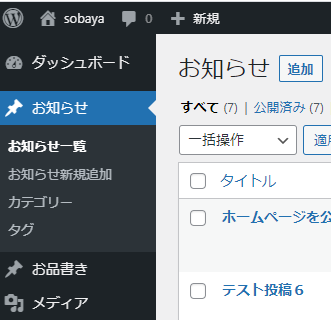 sobaya 0 新規
ダッシュボード
お知らせ
お知らせ一覧
お知らせ新規追加
カテゴリー
タグ
お品書き
メディア
お知らせ 追加
すべて (7) | 公開済み (7)
一括操作 適用
タイトル
ホームページを公
テスト投稿６